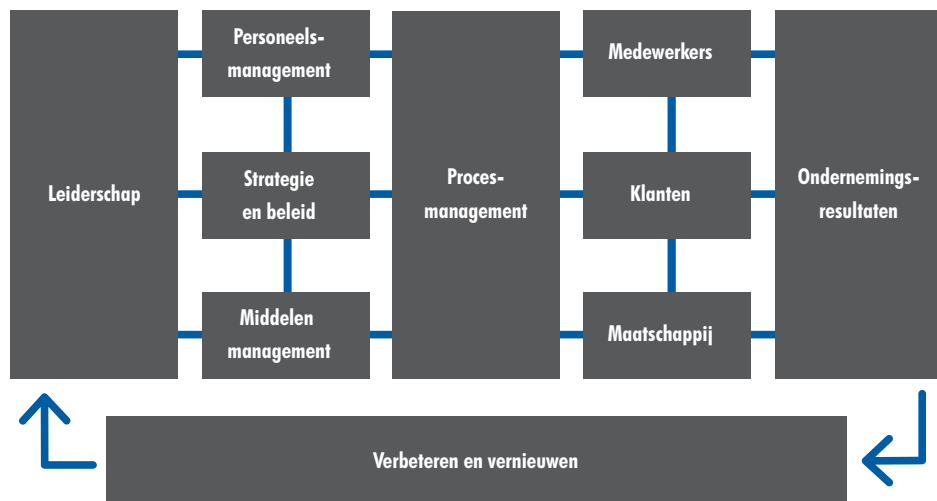 Leiderschap
Personeels-
management
Strategie
en beleid
Middelen
management
Proces-
management
Medewerkers
Klanten
Maatschappij
Ondernemings-
resultaten
Verbeteren en vernieuwen